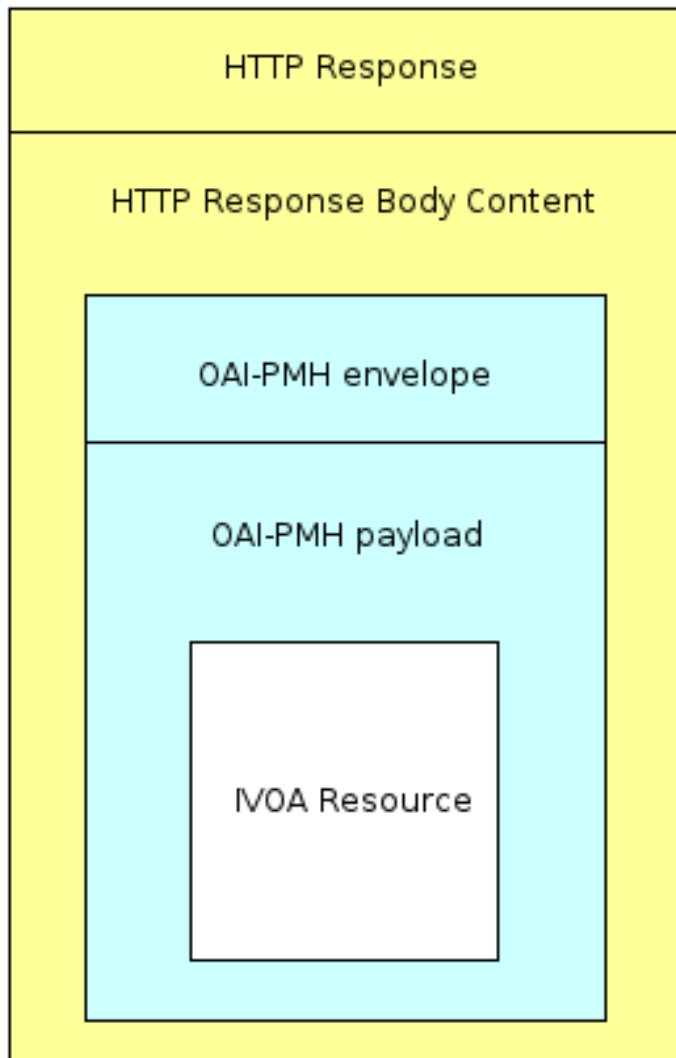 HTTP Response
HTTP Response Body Content
OAI-PMH envelope
OAI-PMH payload
IVOA Resource